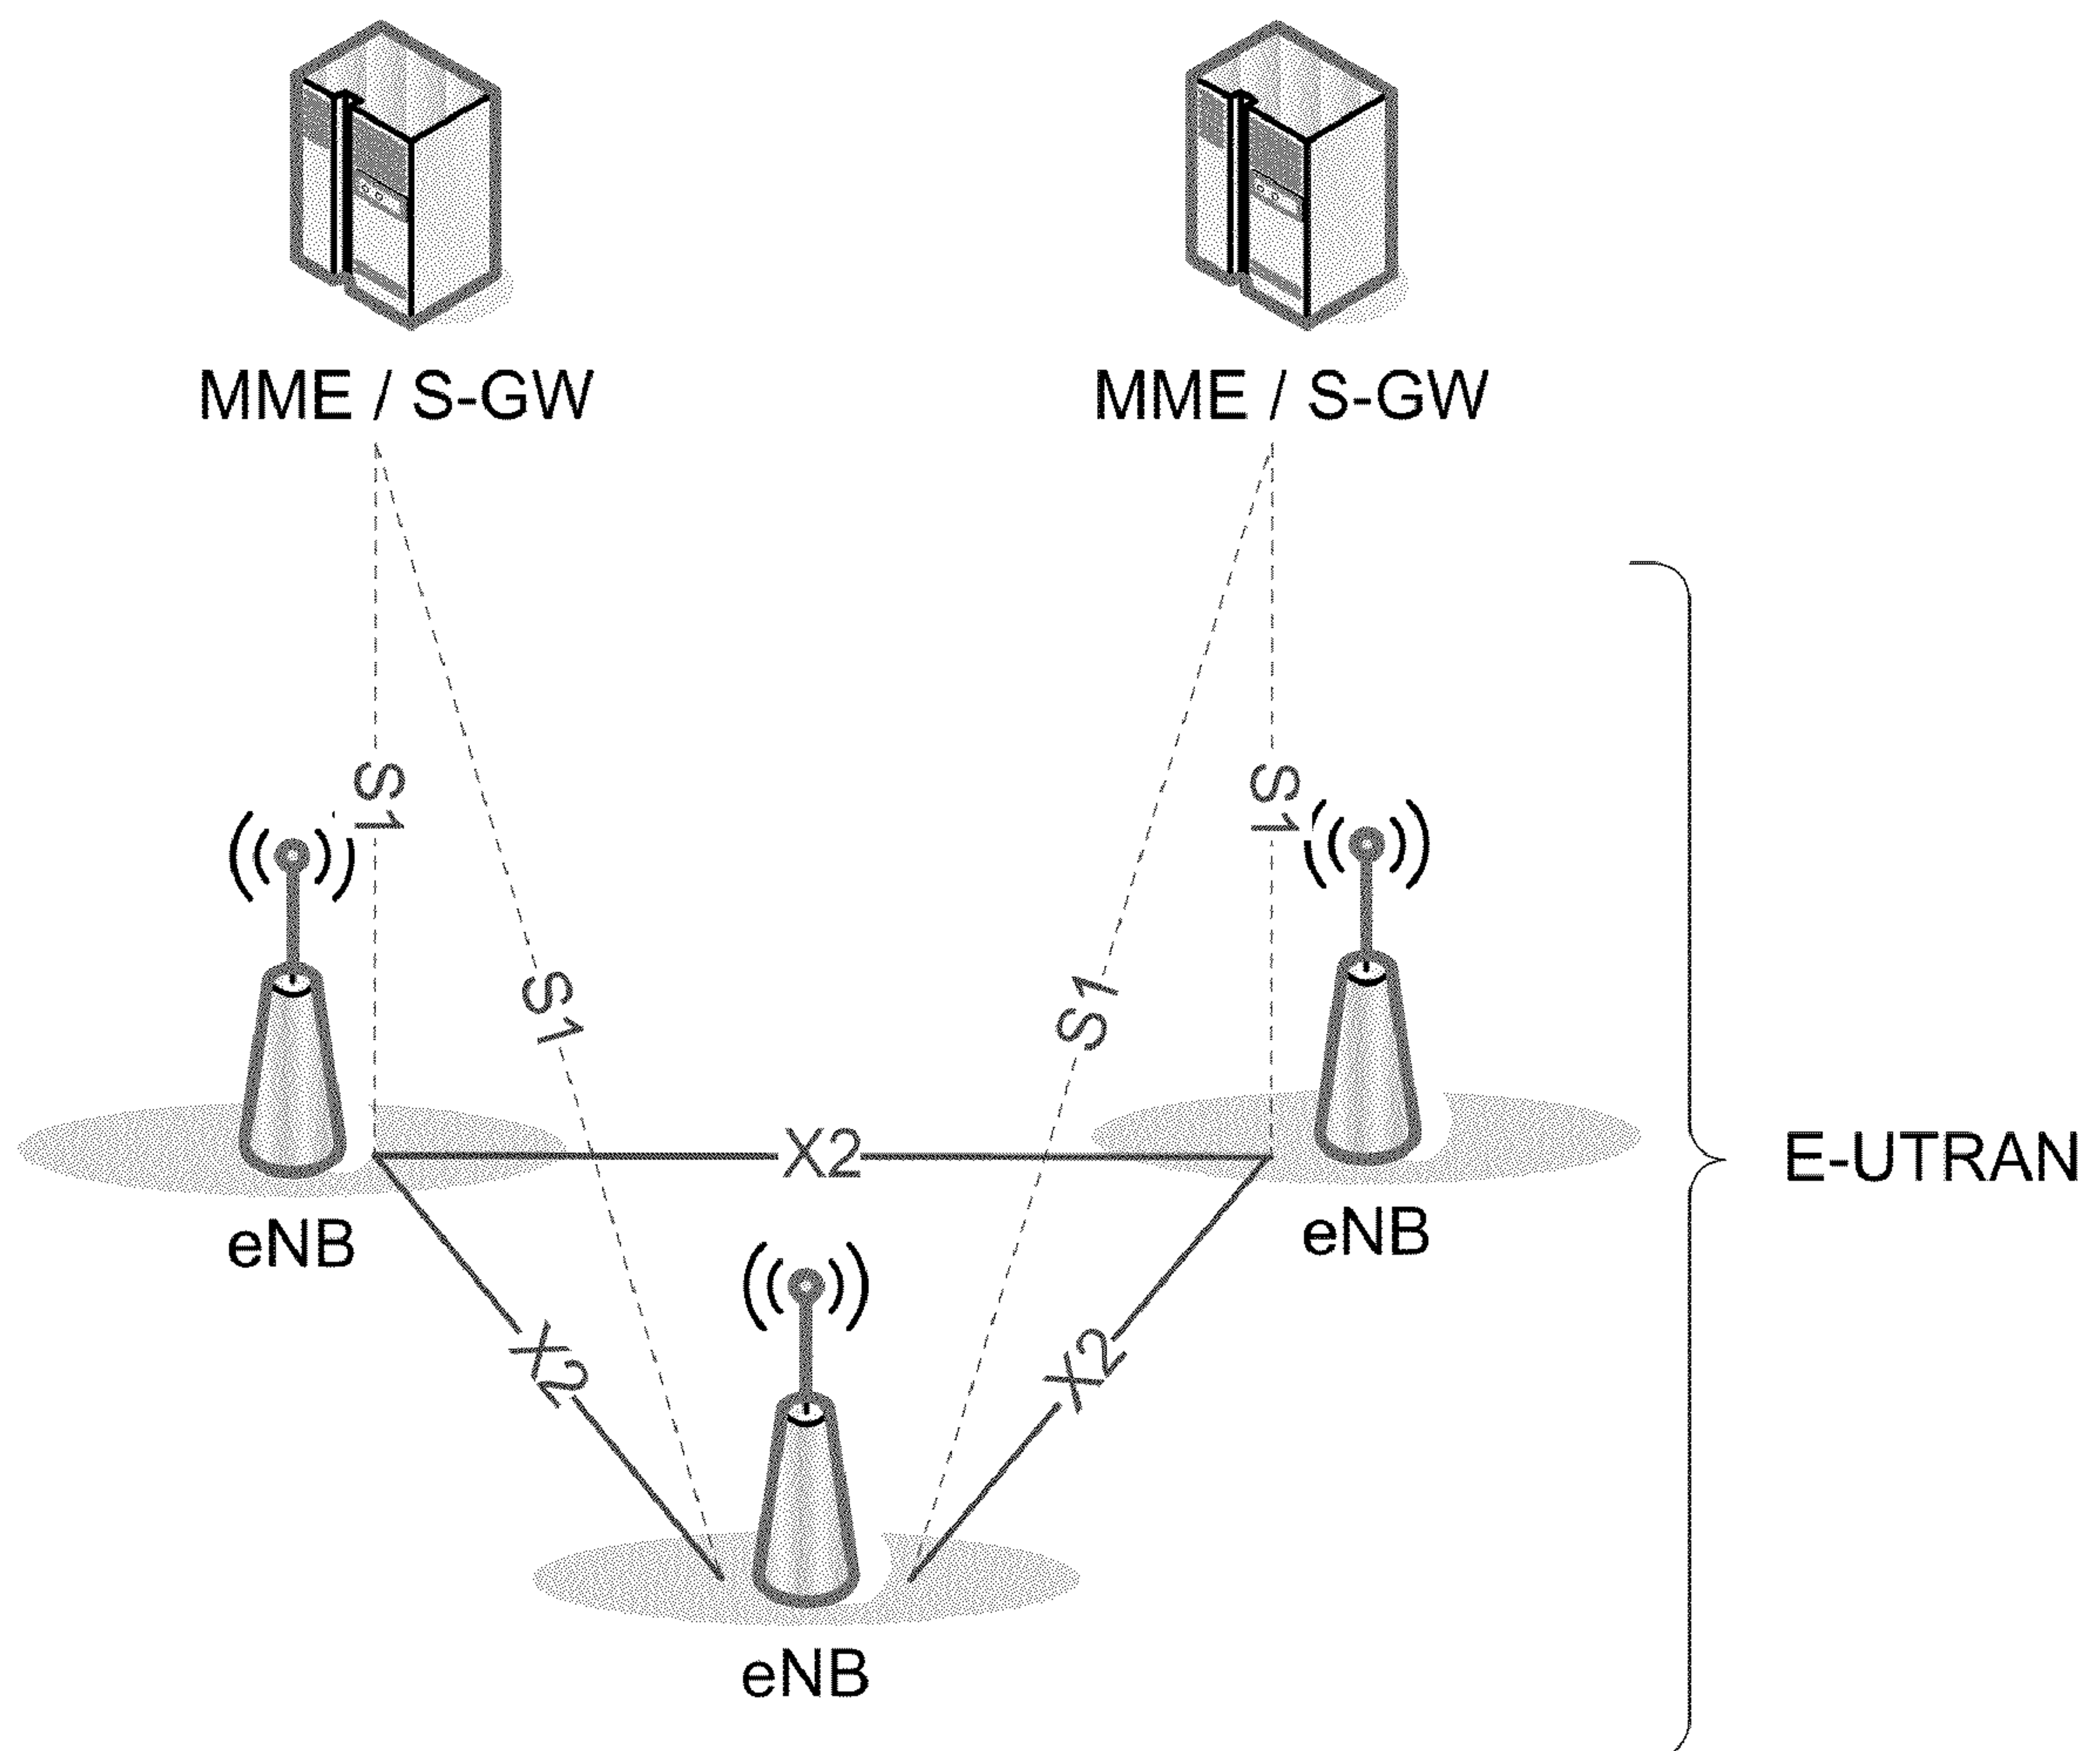 MME / S-GW
MME / S-GW
S1
S1
S1
S1
X2
E-UTRAN
eNB
eNB
X2
X2
eNB